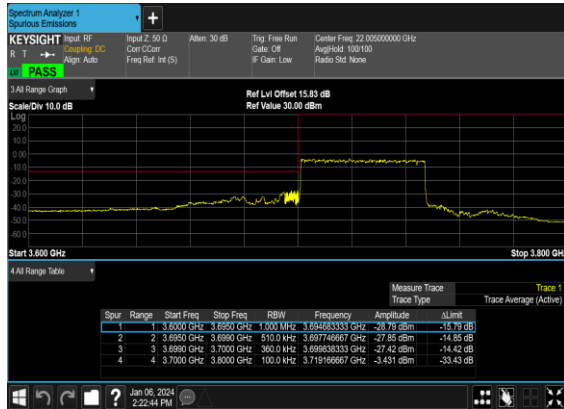 Spectrum Analyzer 1
Spurious Emissions
KEYSIGHT
R T
PASS
Input: RF
Coupling: DC
Align: Auto
Input Z: 50 Ω
Corr CCorr
Freq Ref: Int (S)
Atten: 30 dB
Trig: Free Run
Gate: Off
IF Gain: Low
Center Freq: 22.005000000 GHz
Avg|Hold: 100/100
Radio Std: None
3 All Range Graph
Scale/Div 10.0 dB
Ref Lvl Offset 15.83 dB
Ref Value 30.00 dBm
Log
20.0
10.0
0.00
-10.0
-20.0
-30.0
-40.0
-50.0
-60.0
Start 3.600 GHz
Stop 3.800 GH
4 All Range Table
Measure Trace Trace 1
Trace Type Trace Average (Active)
Spur Range Start Freq Stop Freq RBW Frequency Amplitude ΔLimit
1 1 3.6000 GHz 3.6950 GHz 1.000 MHz 3.694683333 GHz -28.79 dBm -15.79 dB
2 2 3.6950 GHz 3.6990 GHz 510.0 kHz 3.697746667 GHz -27.85 dBm -14.85 dB
3 3 3.6990 GHz 3.7000 GHz 360.0 kHz 3.699838333 GHz -27.42 dBm -14.42 dB
4 4 3.7000 GHz 3.8000 GHz 100.0 kHz 3.719166667 GHz -3.431 dBm -33.43 dB
?
Jan 06, 2024
2:22:44 PM